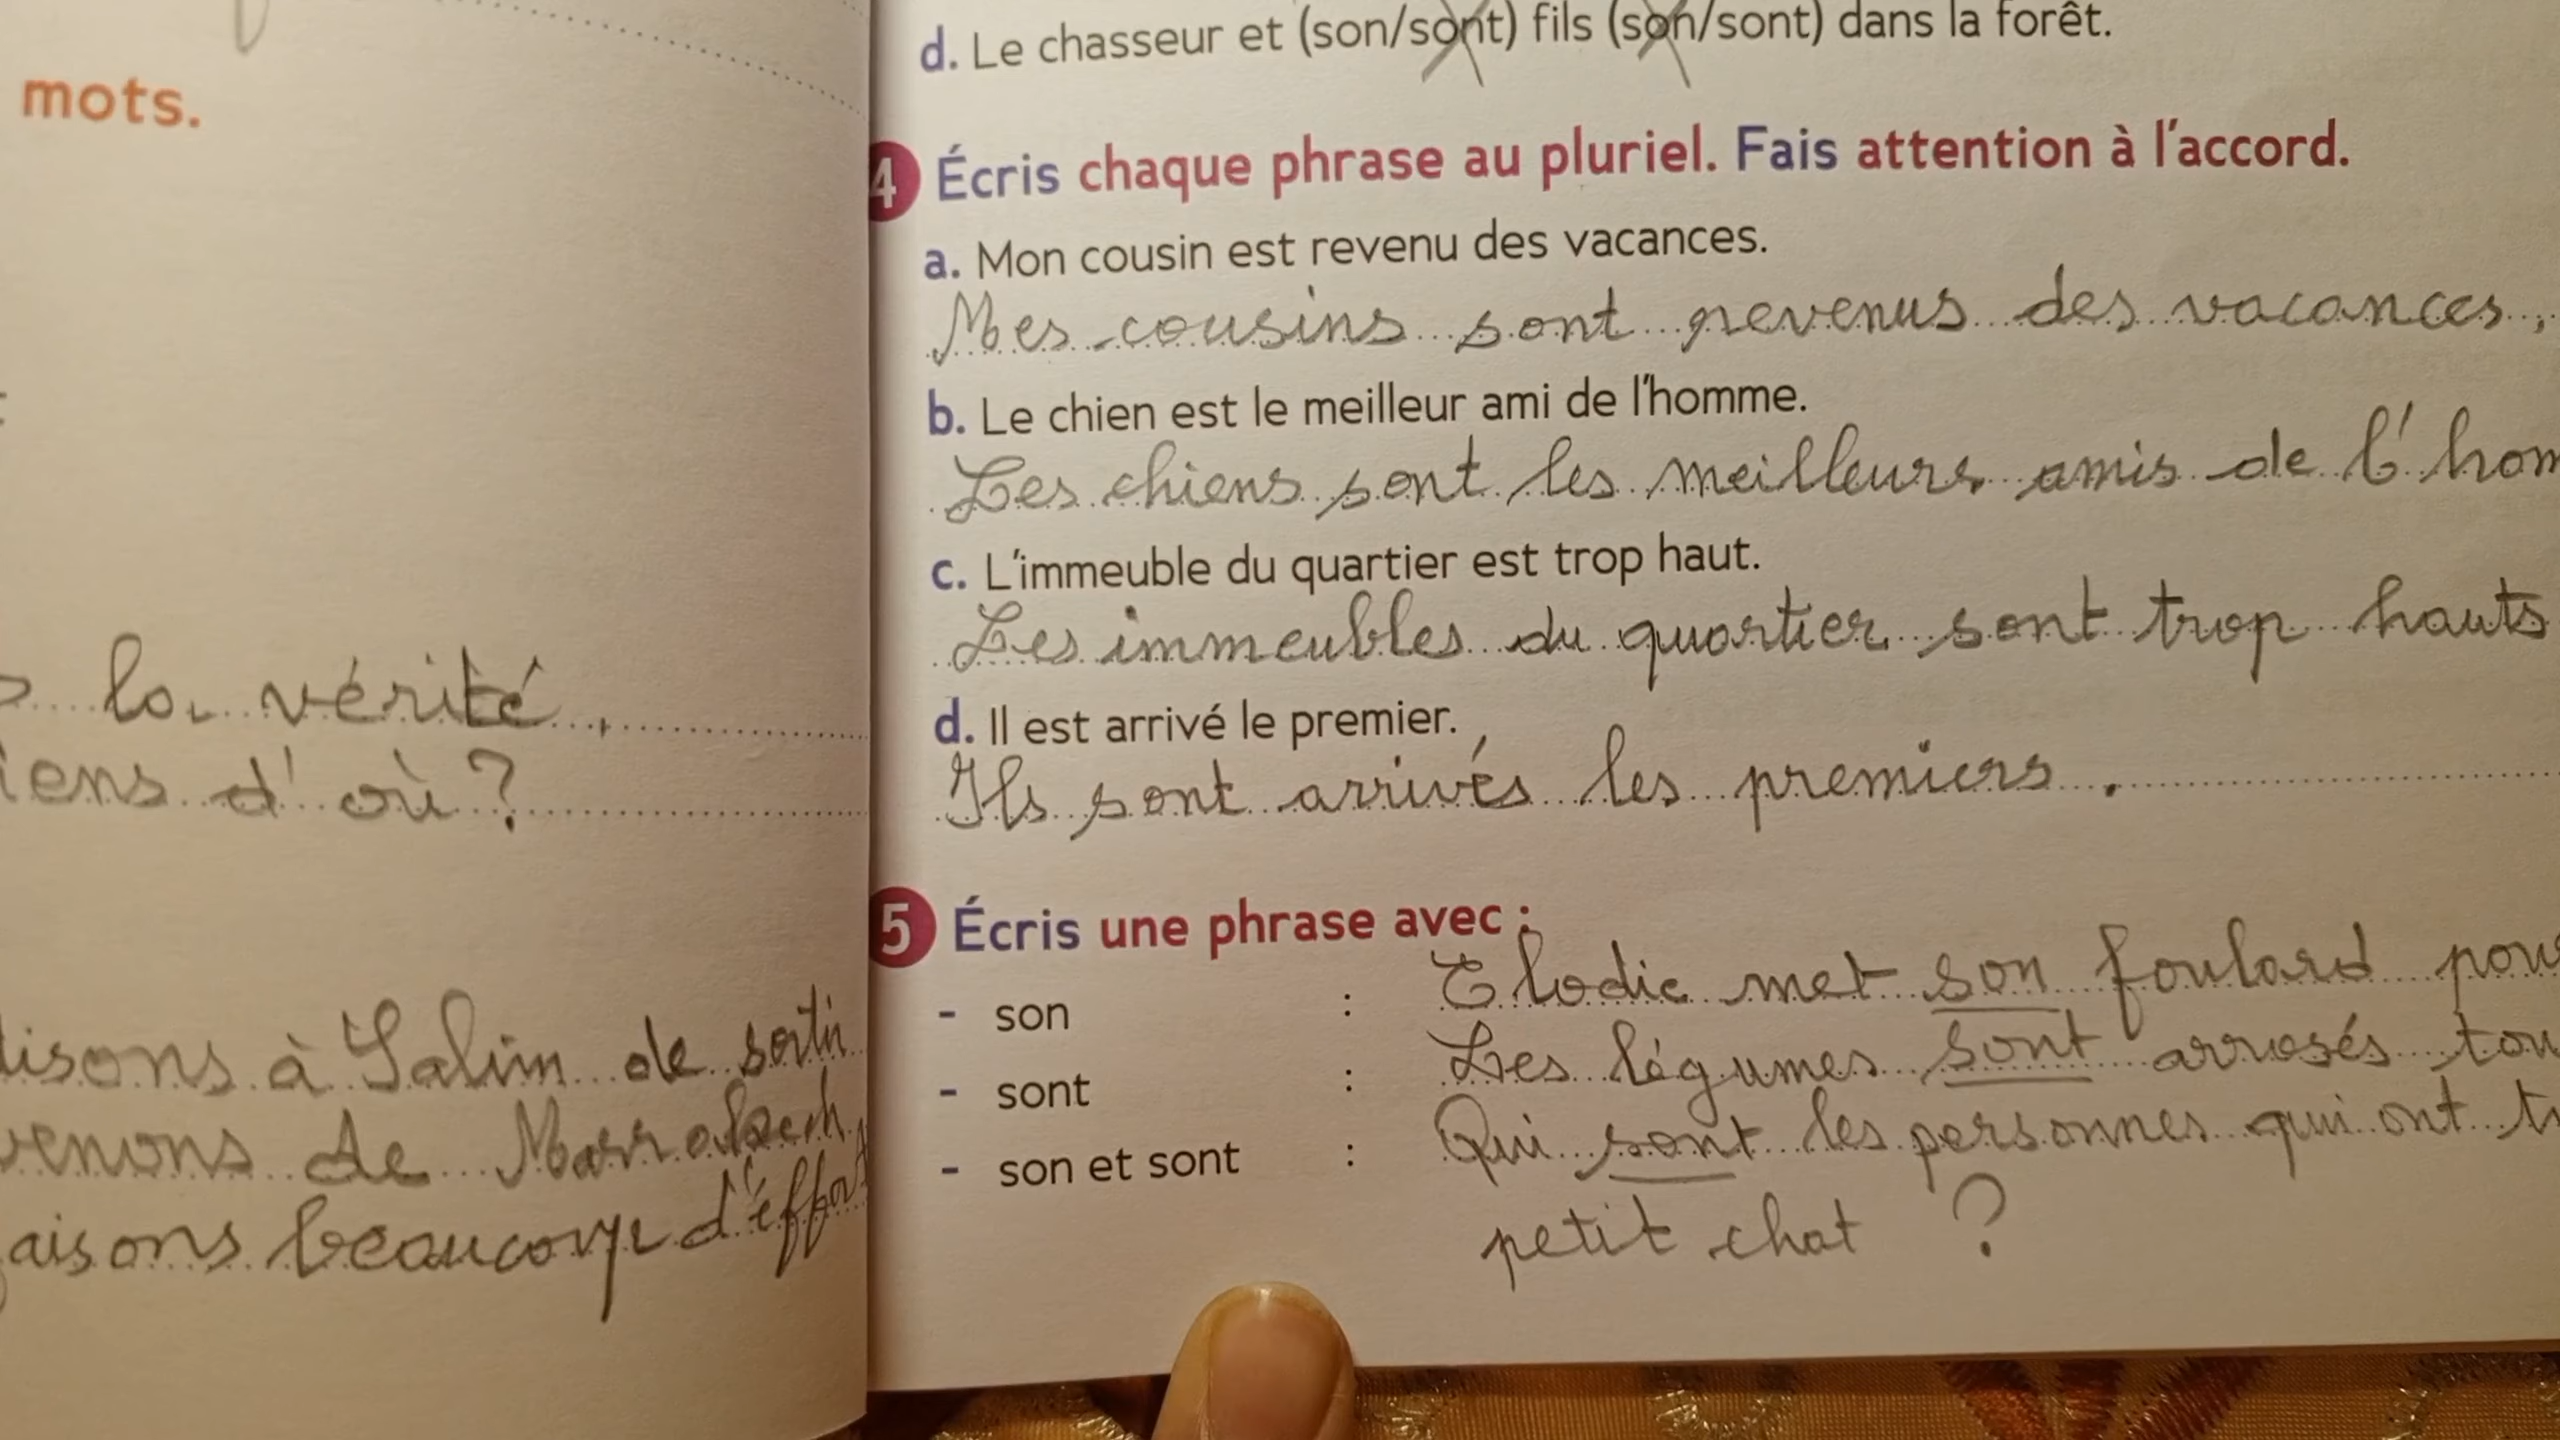 mots.
la vérité.
iens d'où ?
disons à Salim de sortir
venons de Marrakech
aisons beaucoup d'effort
d. Le chasseur et (son/sont) fils (son/sont) dans la forêt.
4 Écris chaque phrase au pluriel. Fais attention à l'accord.
a. Mon cousin est revenu des vacances.
Mes cousins sont revenus des vacances.
b. Le chien est le meilleur ami de l'homme.
Les chiens sont les meilleurs amis de l'hom
c. L'immeuble du quartier est trop haut.
Les immeubles du quartier sont trop hauts
d. Il est arrivé le premier.
Ils sont arrivés les premiers.
5 Écris une phrase avec :
- son : Elodie met son foulard pou
- sont : Les légumes sont arrosés tou
- son et sont : Qui sont les personnes qui ont t
petit chat ?